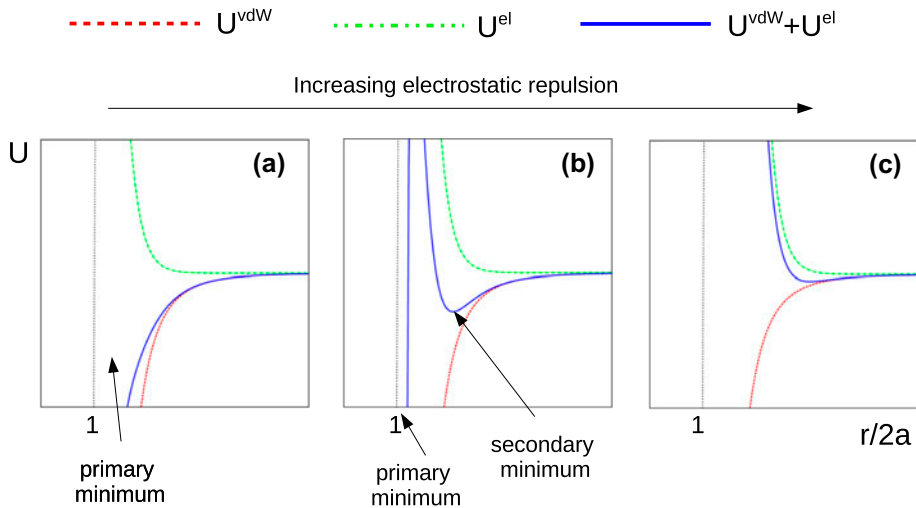 U^vdW
U^el
U^vdW+U^el
Increasing electrostatic repulsion
U
(a)
(b)
(c)
1
1
1
r/2a
primary
minimum
primary
minimum
secondary
minimum